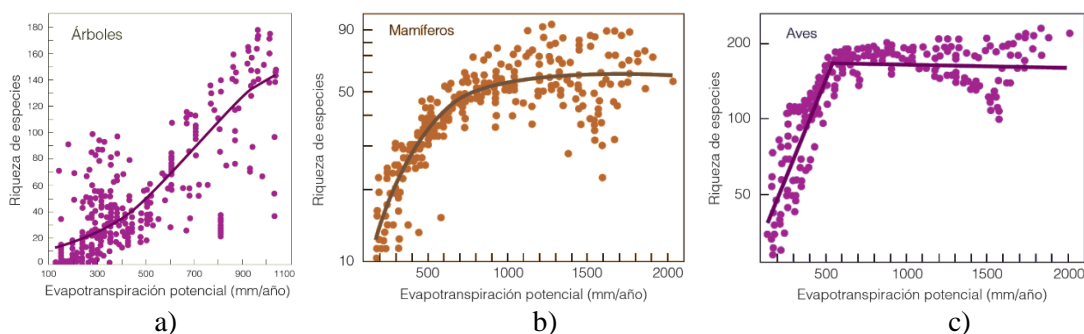 Árboles
Riqueza de especies
180
160
140
120
100
80
60
40
20
0
100
300
500
700
900
1100
Evapotranspiración potencial (mm/año)
a)
Mamíferos
Riqueza de especies
90
50
10
500
1000
1500
2000
Evapotranspiración potencial (mm/año)
b)
Aves
Riqueza de especies
200
100
50
500
1000
1500
2000
Evapotranspiración potencial (mm/año)
c)